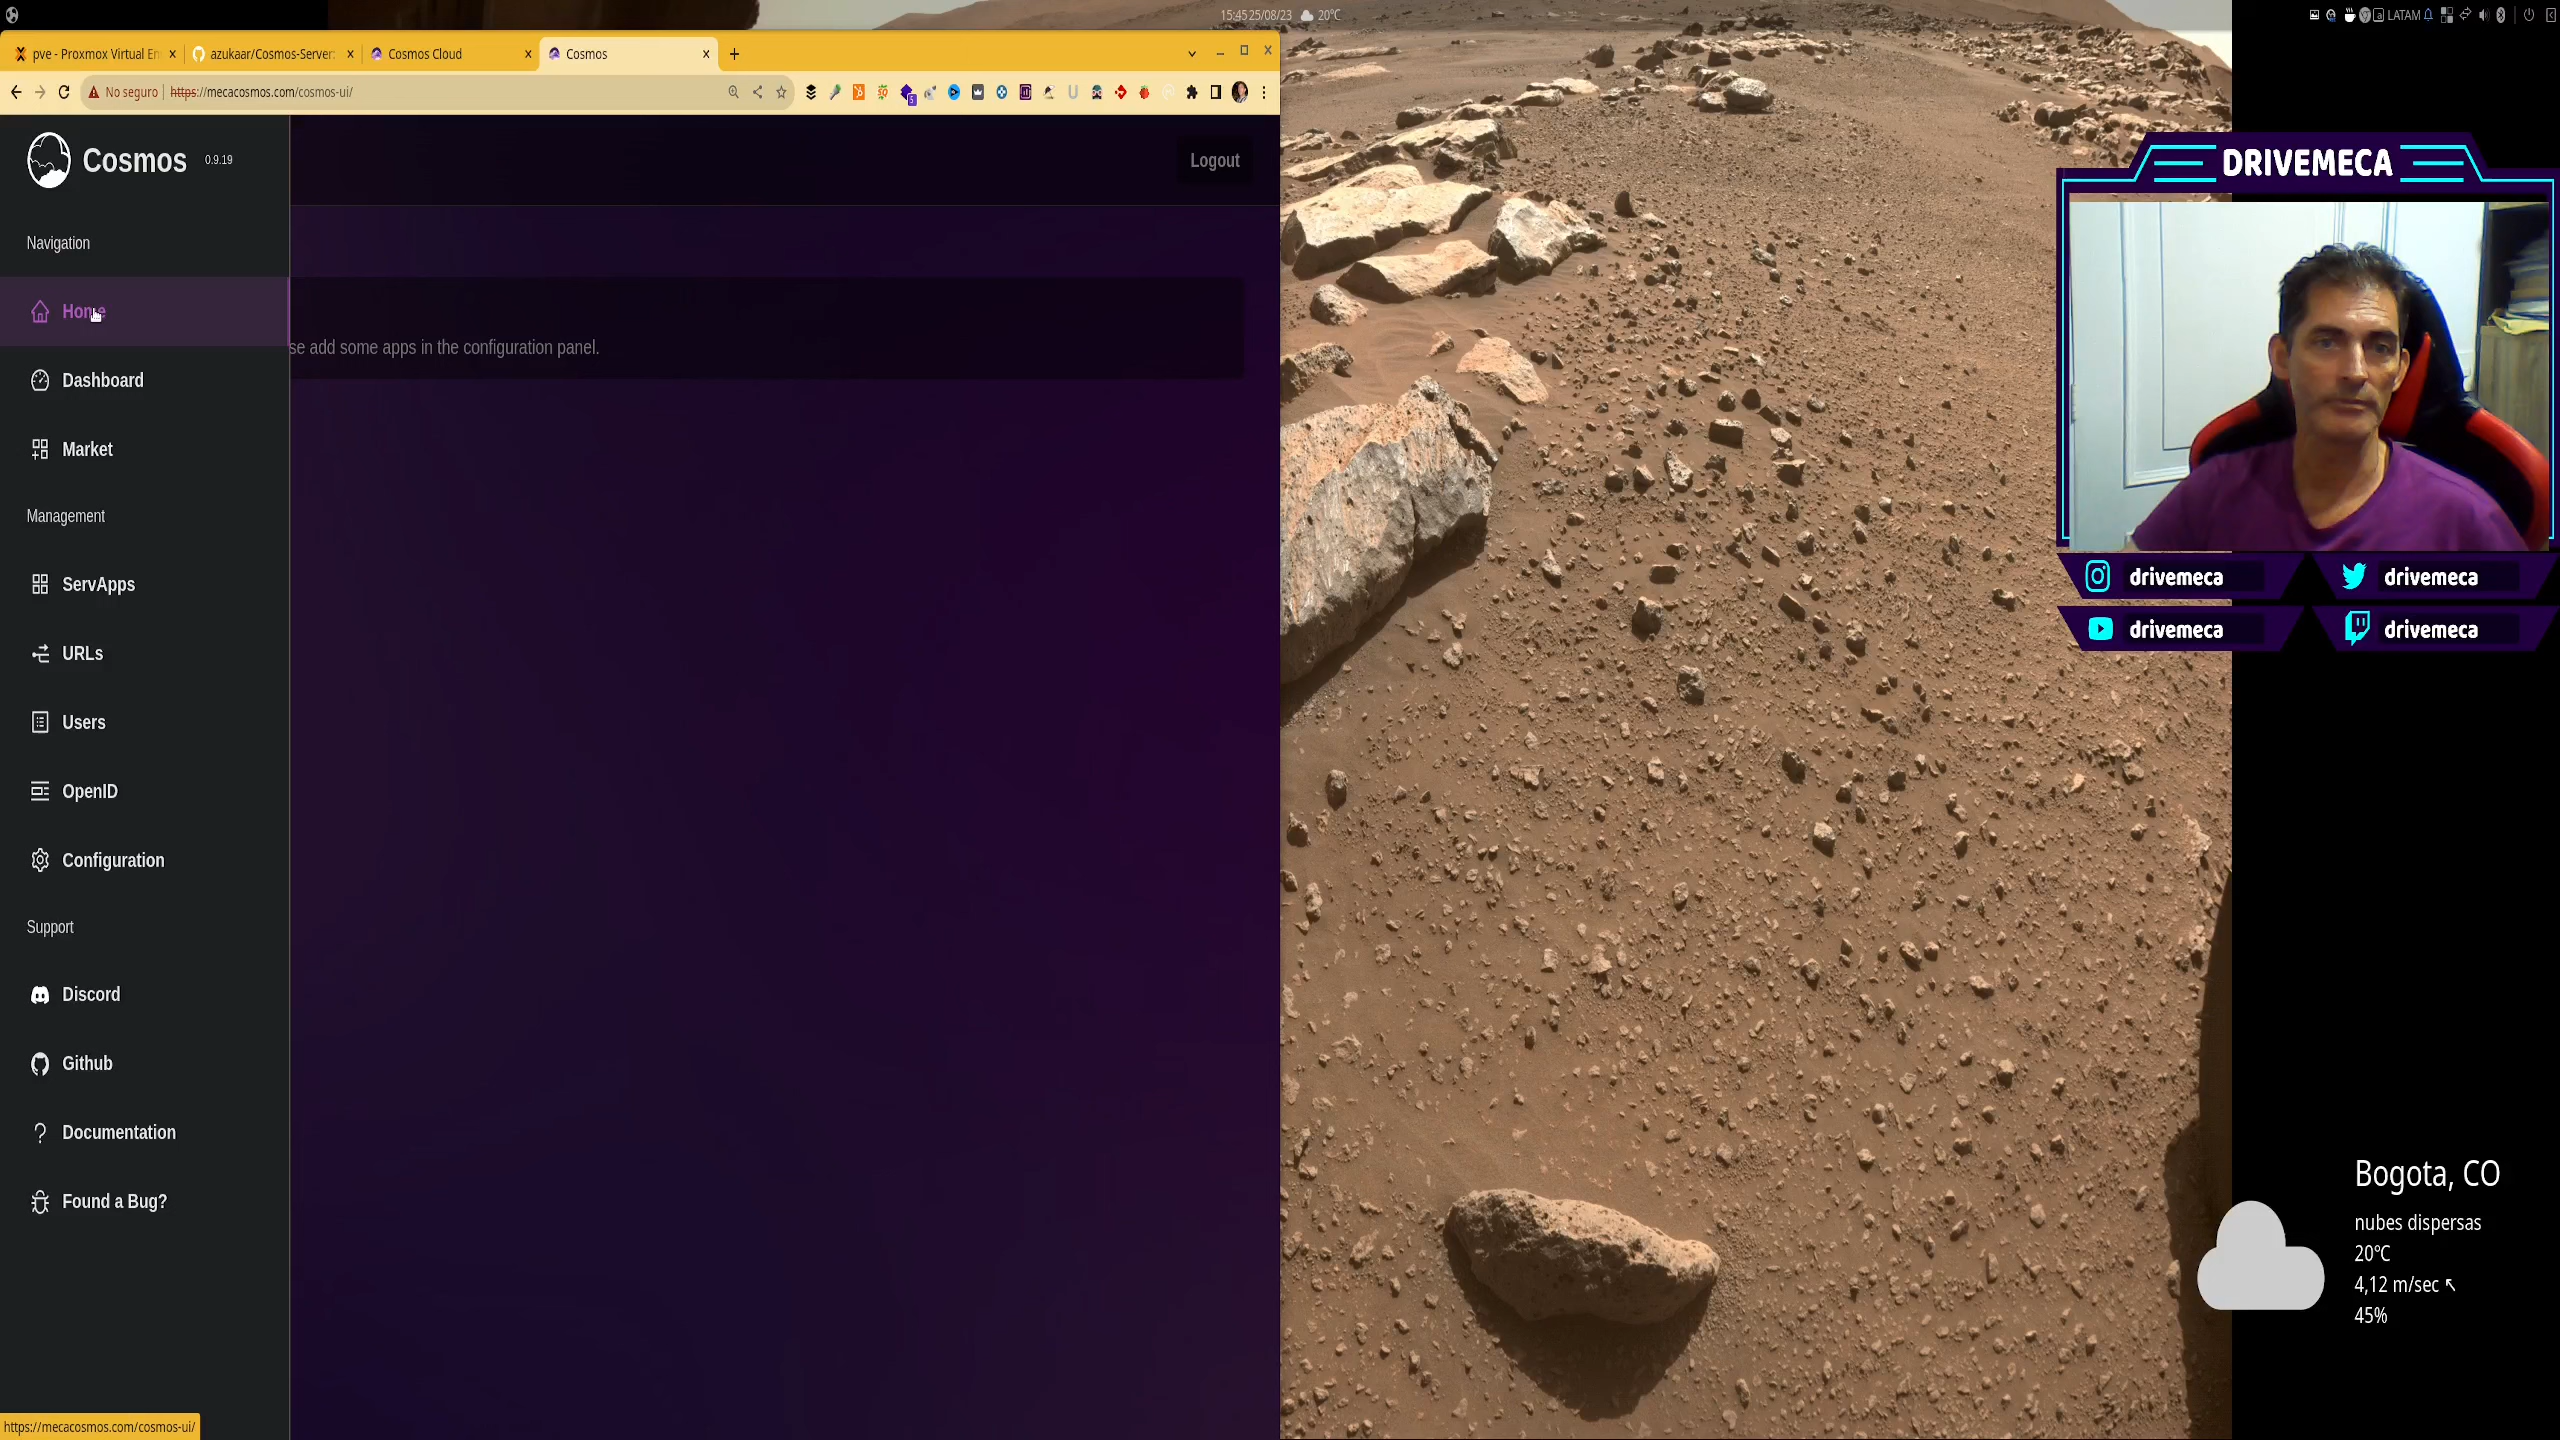 15:45 25/08/23 20°C
LATAM
pve - Proxmox Virtual En
azukaar/Cosmos-Server:
Cosmos Cloud
Cosmos
No seguro
https://mecacosmos.com/cosmos-ui/
Cosmos 0.9.19
Logout
Navigation
Home
se add some apps in the configuration panel.
Dashboard
Market
Management
ServApps
URLs
Users
OpenID
Configuration
Support
Discord
Github
Documentation
Found a Bug?
https://mecacosmos.com/cosmos-ui/
DRIVEMECA
drivemeca
drivemeca
drivemeca
drivemeca
Bogota, CO
nubes dispersas
20°C
4,12 m/sec ↖
45%